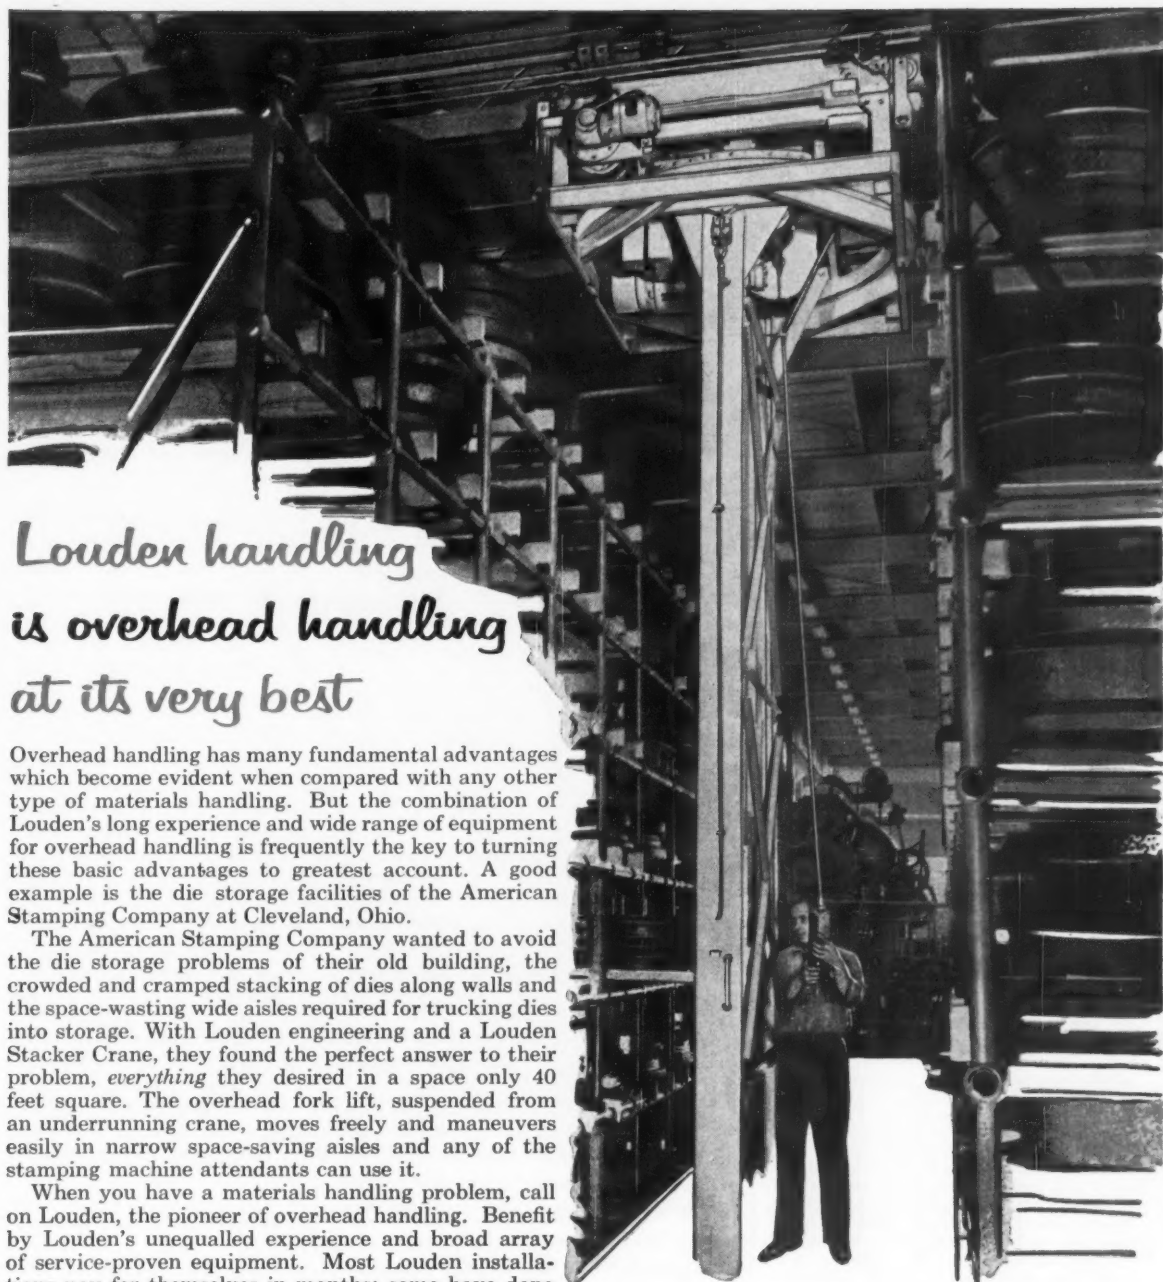 Louden handling
is overhead handling
at its very best
Overhead handling has many fundamental advantages
which become evident when compared with any other
type of materials handling. But the combination of
Louden's long experience and wide range of equipment
for overhead handling is frequently the key to turning
these basic advantages to greatest account. A good
example is the die storage facilities of the American
Stamping Company at Cleveland, Ohio.
The American Stamping Company wanted to avoid
the die storage problems of their old building, the
crowded and cramped stacking of dies along walls and
the space-wasting wide aisles required for trucking dies
into storage. With Louden engineering and a Louden
Stacker Crane, they found the perfect answer to their
problem, everything they desired in a space only 40
feet square. The overhead fork lift, suspended from
an underrunning crane, moves freely and maneuvers
easily in narrow space-saving aisles and any of the
stamping machine attendants can use it.
When you have a materials handling problem, call
on Louden, the pioneer of overhead handling. Benefit
by Louden's unequalled experience and broad array
of service-proven equipment. Most Louden installa-